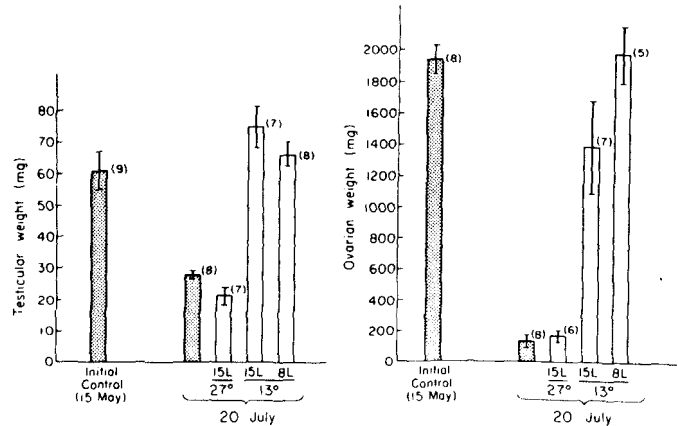 Testicular weight (mg)
80
70
60
50
40
30
20
10
0
(9)
(8)
(7)
(7)
(8)
Initial
Control
(15 May)
15L 15L 8L
27° 13°
20 July
Ovarian weight (mg)
2000
1800
1600
1400
1200
1000
800
600
400
200
0
(8)
(8)
(6)
(7)
(5)
Initial
Control
(15 May)
15L 15L 8L
27° 13°
20 July